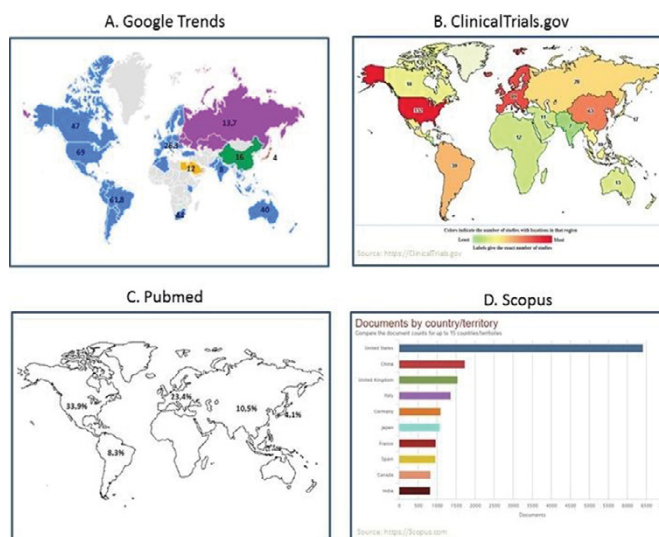 A. Google Trends
47
69
61,8
26,5
13,7
12
16
4
40
B. ClinicalTrials.gov
C. Pubmed
33.9%
23.4%
10.5%
4.1%
8.3%
D. Scopus
Documents by country/territory
Compare the document counts for up to 15 countries/territories
United States
China
United Kingdom
Italy
Germany
Japan
France
Spain
Canada
India
0 500 1000 1500 2000 2500 3000 3500 4000 4500 5000 5500 6000 6500
Documents
Source: https://Scopus.com
Colors indicate the number of studies with locations in that region
Least Most
Labels give the exact number of studies
Source: https://ClinicalTrials.gov